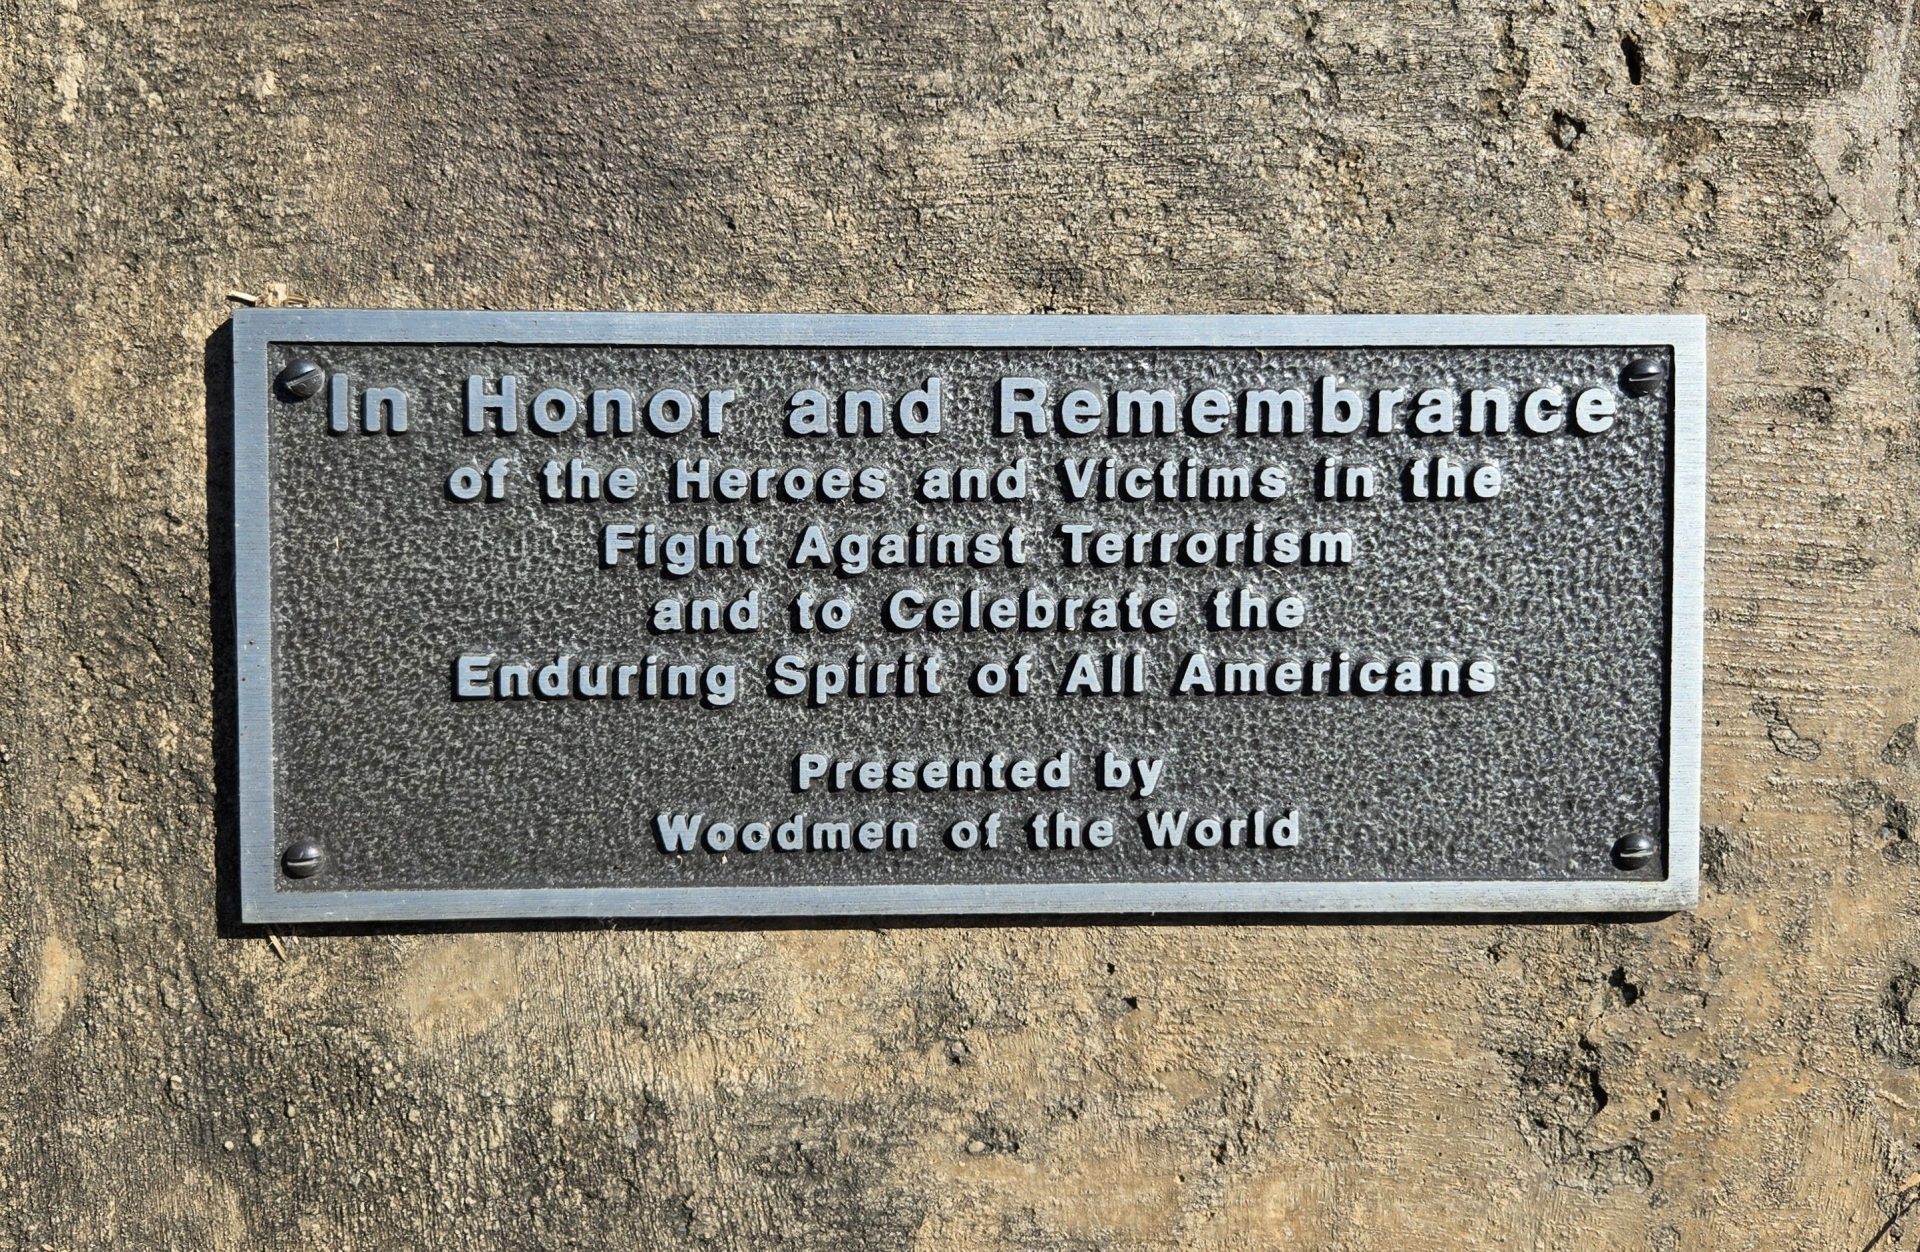 In Honor and Remembrance
of the Heroes and Victims in the
Fight Against Terrorism
and to Celebrate the
Enduring Spirit of All Americans
Presented by
Woodmen of the World